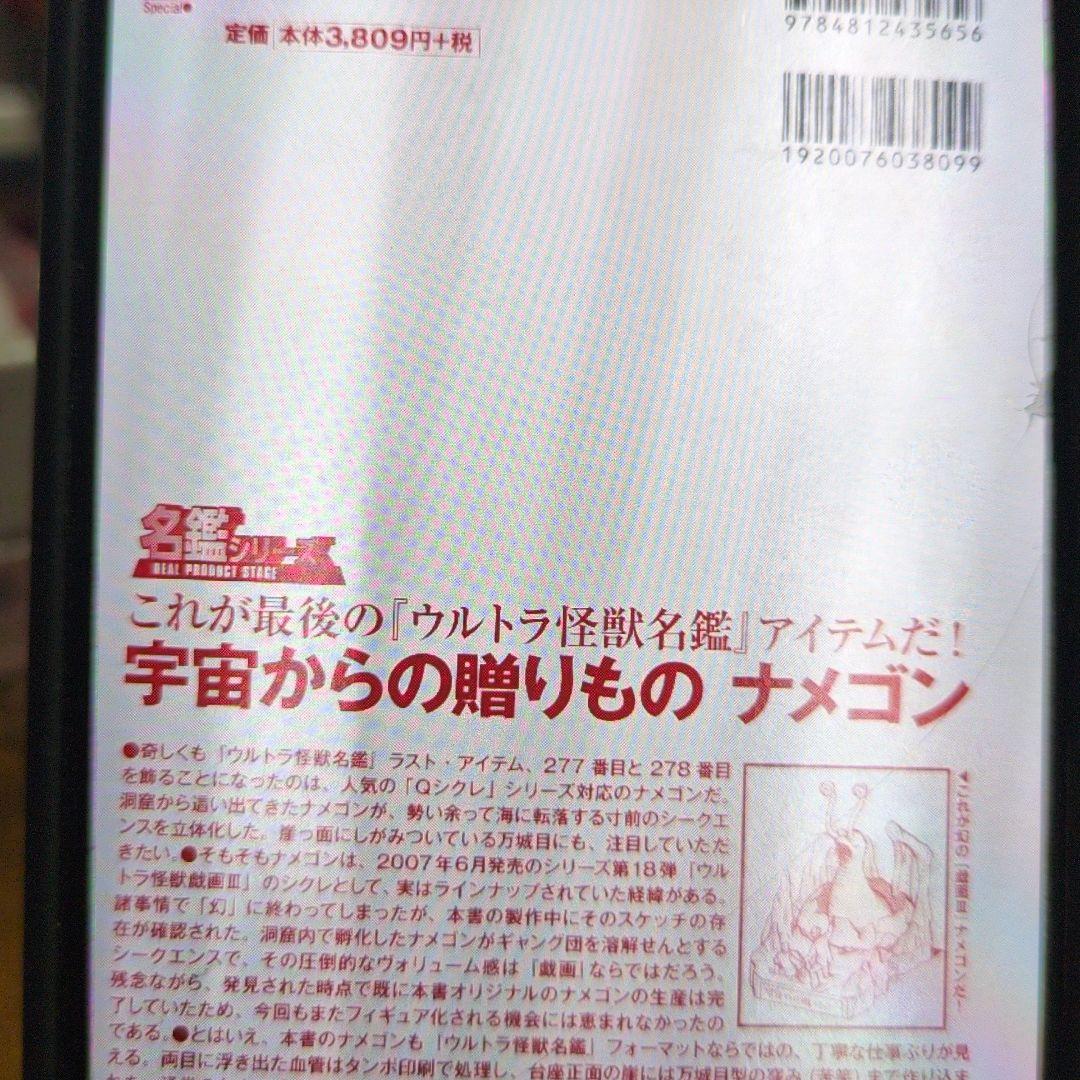 Special●
定価 本体3,809円+税
9784812435656
1920076038099
名鑑シリーズ
REAL PRODUCT STAGE
これが最後の『ウルトラ怪獣名鑑』アイテムだ！
宇宙からの贈りもの ナメゴン
●奇しくも「ウルトラ怪獣名鑑」ラスト・アイテム、277番目と278番目
を飾ることになったのは、人気の「Qシクレ」シリーズ対応のナメゴンだ。
洞窟から這い出てきたナメゴンが、勢い余って海に転落する寸前のシークエ
ンスを立体化した。崖っ面にしがみついている万城目にも、注目していただ
きたい。●そもそもナメゴンは、2007年6月発売のシリーズ第18弾「ウル
トラ怪獣戯画Ⅲ」のシクレとして、実はラインナップされていた経緯がある。
諸事情で「幻」に終わってしまったが、本書の製作中にそのスケッチの存
在が確認された。洞窟内で孵化したナメゴンがギャング団を溶解せんとする
シークエンスで、その圧倒的なヴォリューム感は「戯画」ならではだろう。
残念ながら、発見された時点で既に本書オリジナルのナメゴンの生産は完
了していたため、今回もまたフィギュア化される機会には恵まれなかったの
である。●とはいえ、本書のナメゴンも「ウルトラ怪獣名鑑」フォーマットならではの、丁寧な仕事ぶりが見
える。両目に浮き出た血管はタンポ印刷で処理し、台座正面の崖には万城目型の窪み
◀これが幻の「戯画Ⅲ」ナメゴンだ!